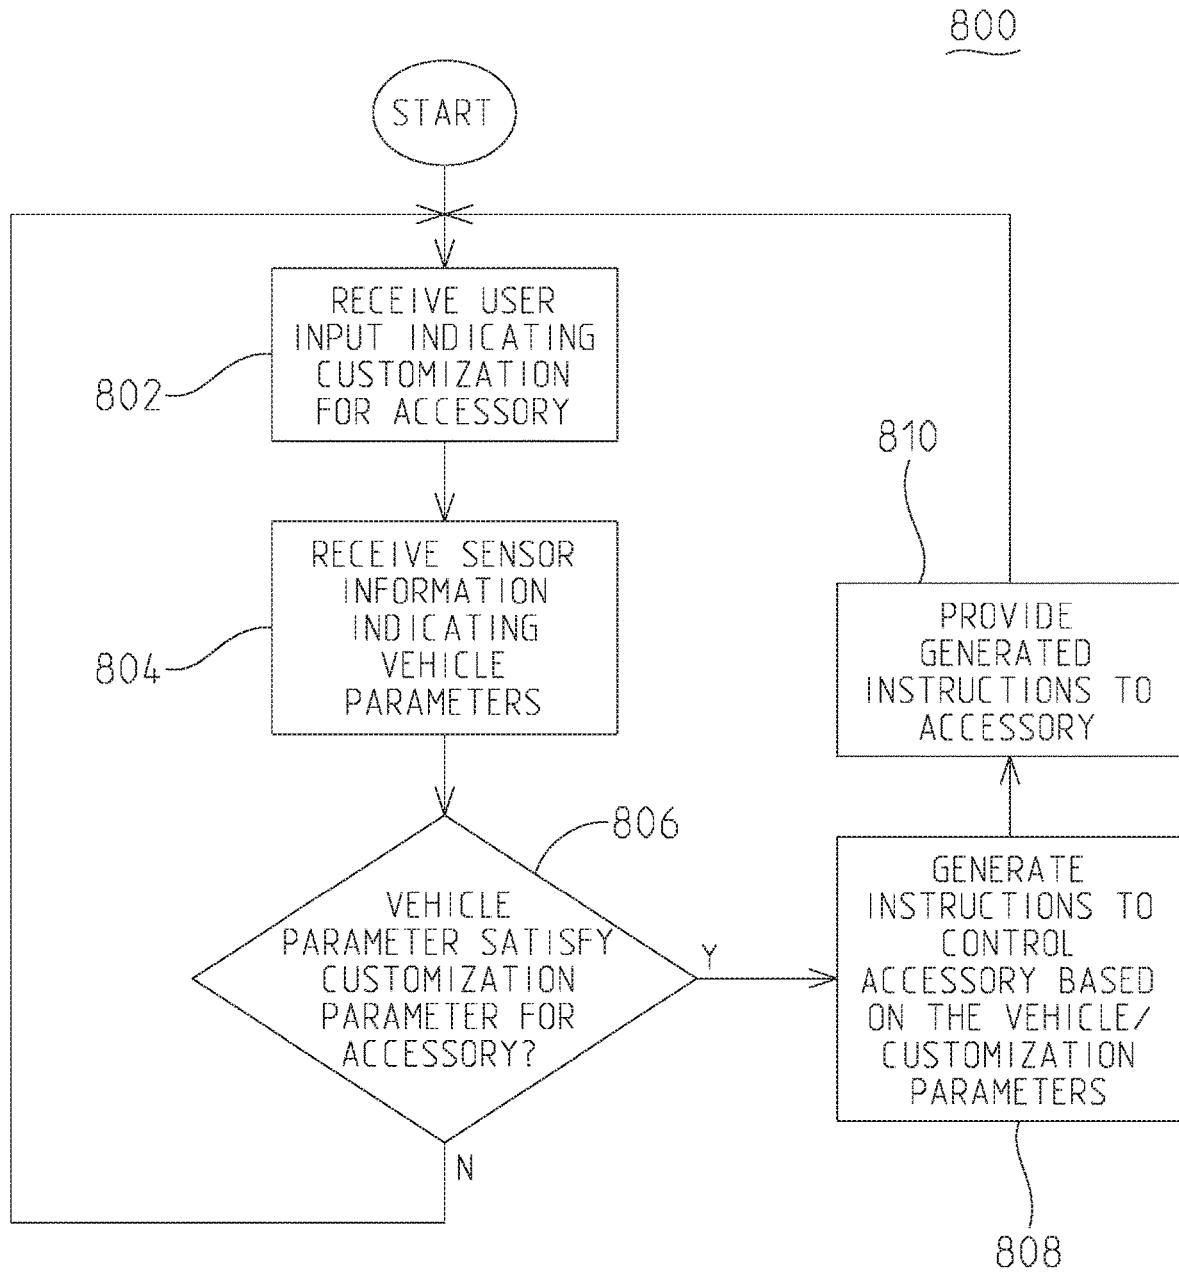 800
START
RECEIVE USER
INPUT INDICATING
CUSTOMIZATION
FOR ACCESSORY
802
RECEIVE SENSOR
INFORMATION
INDICATING
VEHICLE
PARAMETERS
804
VEHICLE
PARAMETER SATISFY
CUSTOMIZATION
PARAMETER FOR
ACCESSORY?
806
Y
N
GENERATE
INSTRUCTIONS TO
CONTROL
ACCESSORY BASED
ON THE VEHICLE/
CUSTOMIZATION
PARAMETERS
808
PROVIDE
GENERATED
INSTRUCTIONS TO
ACCESSORY
810